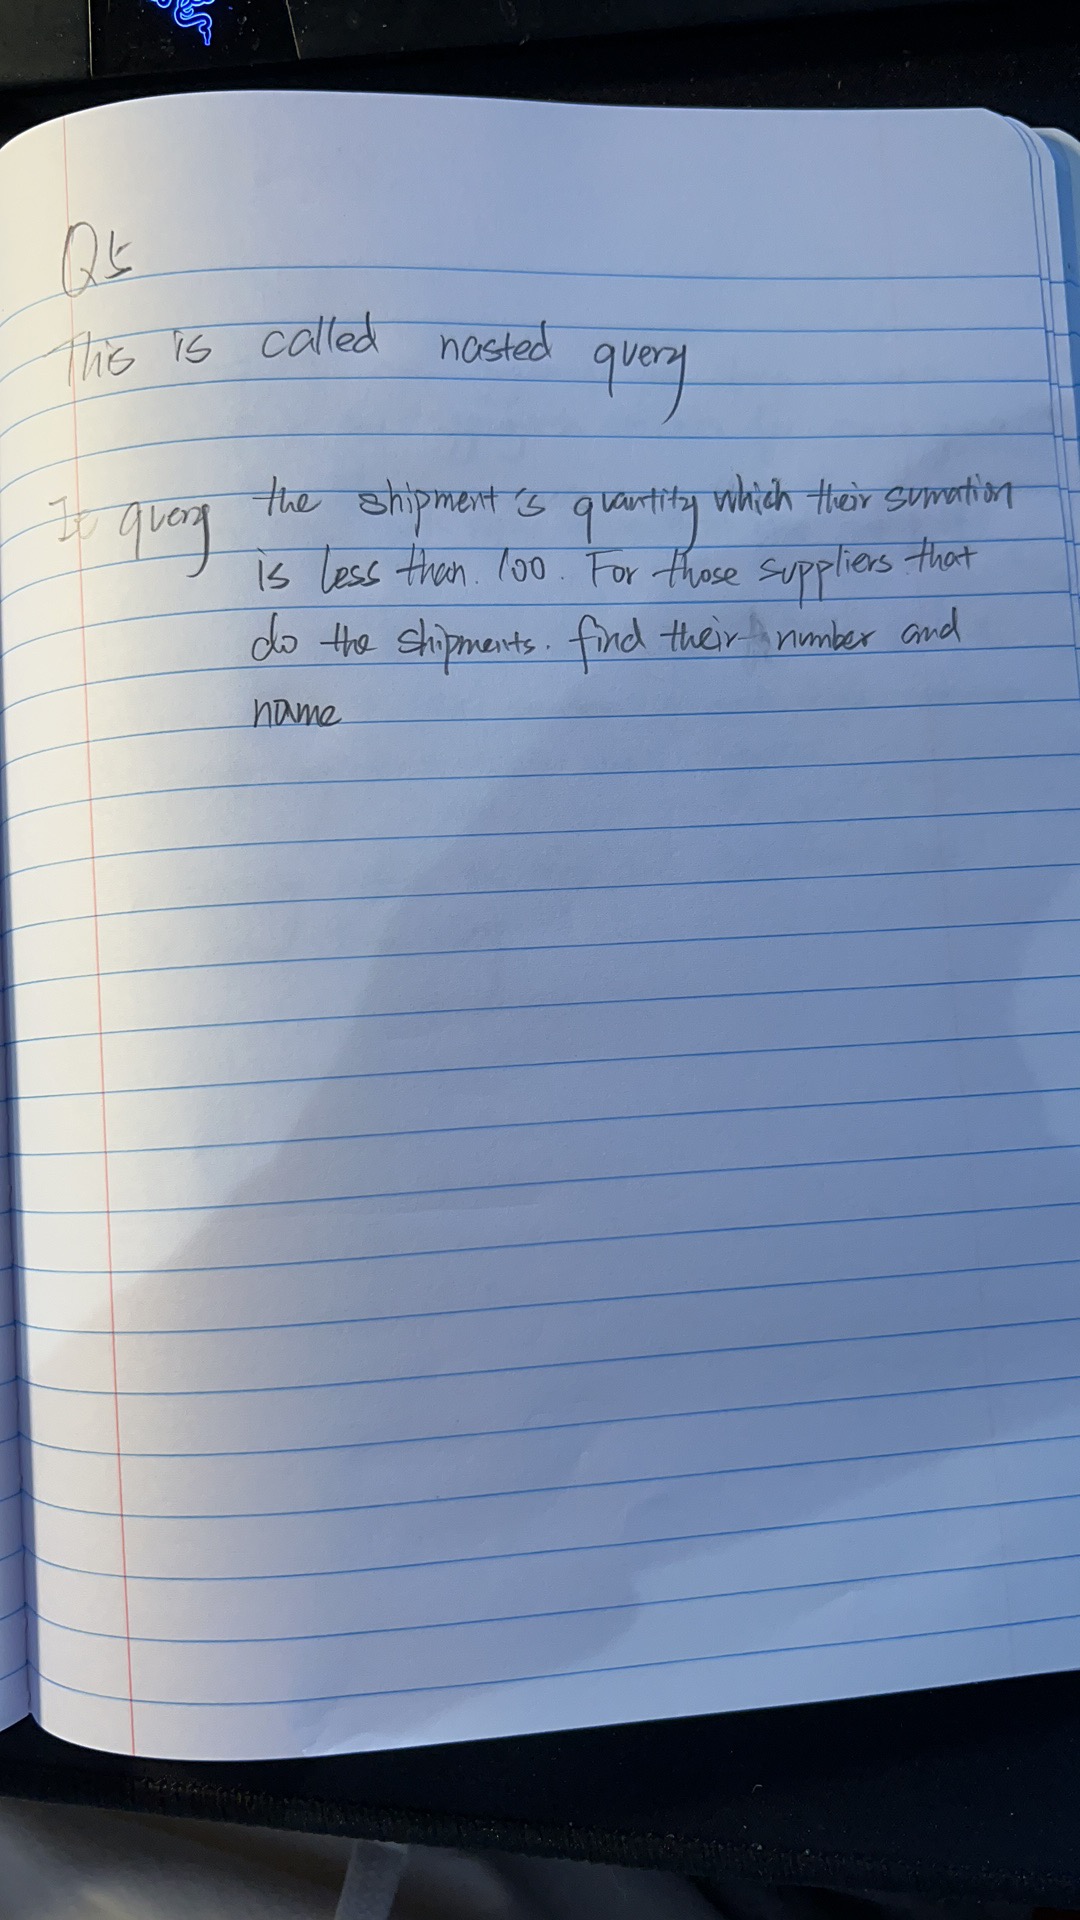 Q5
This is called nasted query
It query the shipment's quantity which their sumation
is less than 100. For those suppliers that
do the shipments. find their number and
name